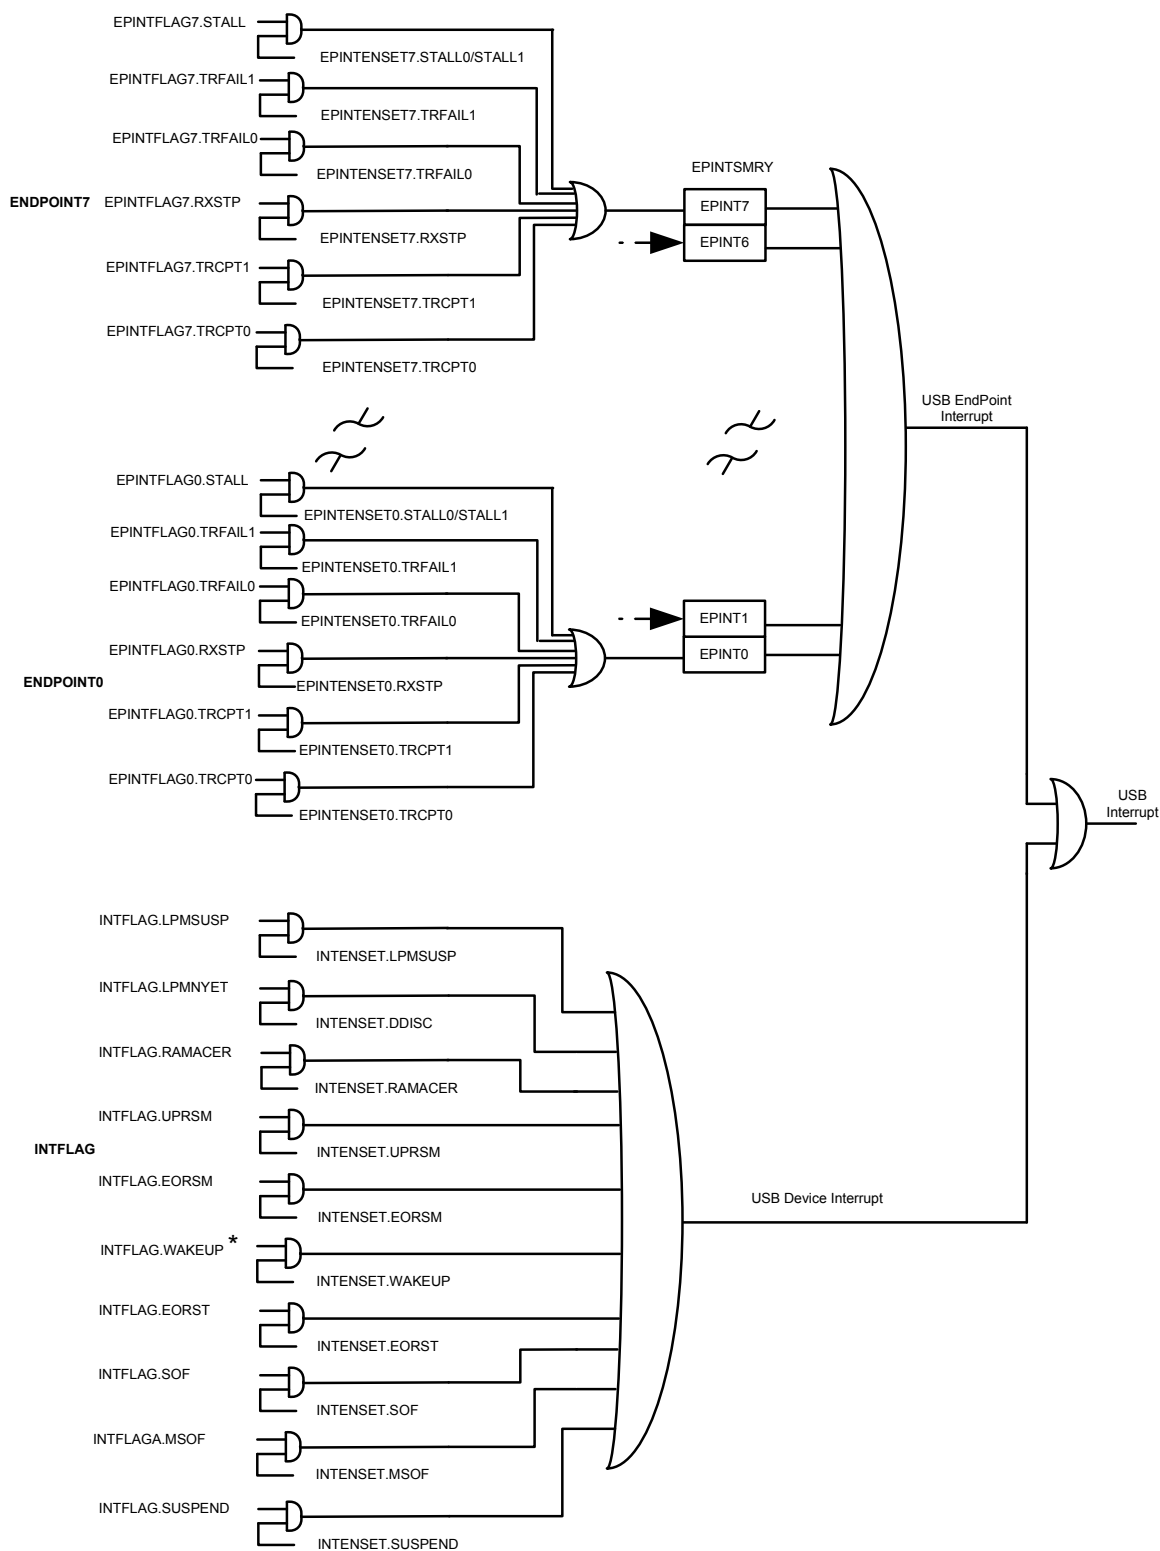 EPINTFLAG7.STALL
EPINTENSET7.STALL0/STALL1
EPINTFLAG7.TRFAIL1
EPINTENSET7.TRFAIL1
EPINTFLAG7.TRFAIL0
EPINTENSET7.TRFAIL0
ENDPOINT7
EPINTFLAG7.RXSTP
EPINTENSET7.RXSTP
EPINTFLAG7.TRCPT1
EPINTENSET7.TRCPT1
EPINTFLAG7.TRCPT0
EPINTENSET7.TRCPT0
EPINTSMRY
EPINT7
EPINT6
USB EndPoint
Interrupt
EPINTFLAG0.STALL
EPINTENSET0.STALL0/STALL1
EPINTFLAG0.TRFAIL1
EPINTENSET0.TRFAIL1
EPINTFLAG0.TRFAIL0
EPINTENSET0.TRFAIL0
EPINTFLAG0.RXSTP
ENDPOINT0
EPINTENSET0.RXSTP
EPINTFLAG0.TRCPT1
EPINTENSET0.TRCPT1
EPINTFLAG0.TRCPT0
EPINTENSET0.TRCPT0
EPINT1
EPINT0
USB
Interrupt
INTFLAG.LPMSUSP
INTENSET.LPMSUSP
INTFLAG.LPMNYET
INTENSET.DDISC
INTFLAG.RAMACER
INTENSET.RAMACER
INTFLAG.UPRSM
INTFLAG
INTENSET.UPRSM
INTFLAG.EORSM
INTENSET.EORSM
INTFLAG.WAKEUP *
INTENSET.WAKEUP
INTFLAG.EORST
INTENSET.EORST
INTFLAG.SOF
INTENSET.SOF
INTFLAGA.MSOF
INTENSET.MSOF
INTFLAG.SUSPEND
INTENSET.SUSPEND
USB Device Interrupt